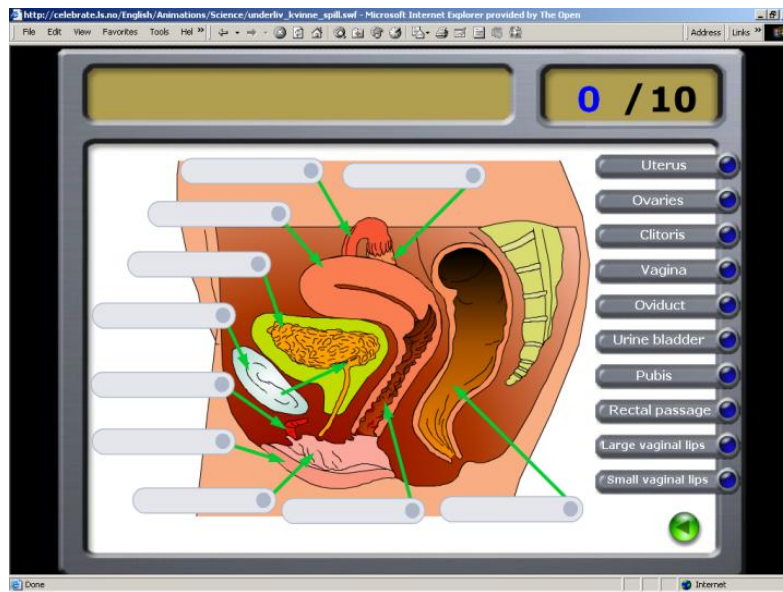 http://celebrate.ls.no/English/Animations/Science/underliv_kvinne_spill.swf - Microsoft Internet Explorer provided by The Open
File Edit View Favorites Tools Hel » Address Links »
0 /10
Uterus
Ovaries
Clitoris
Vagina
Oviduct
Urine bladder
Pubis
Rectal passage
Large vaginal lips
Small vaginal lips
Done Internet